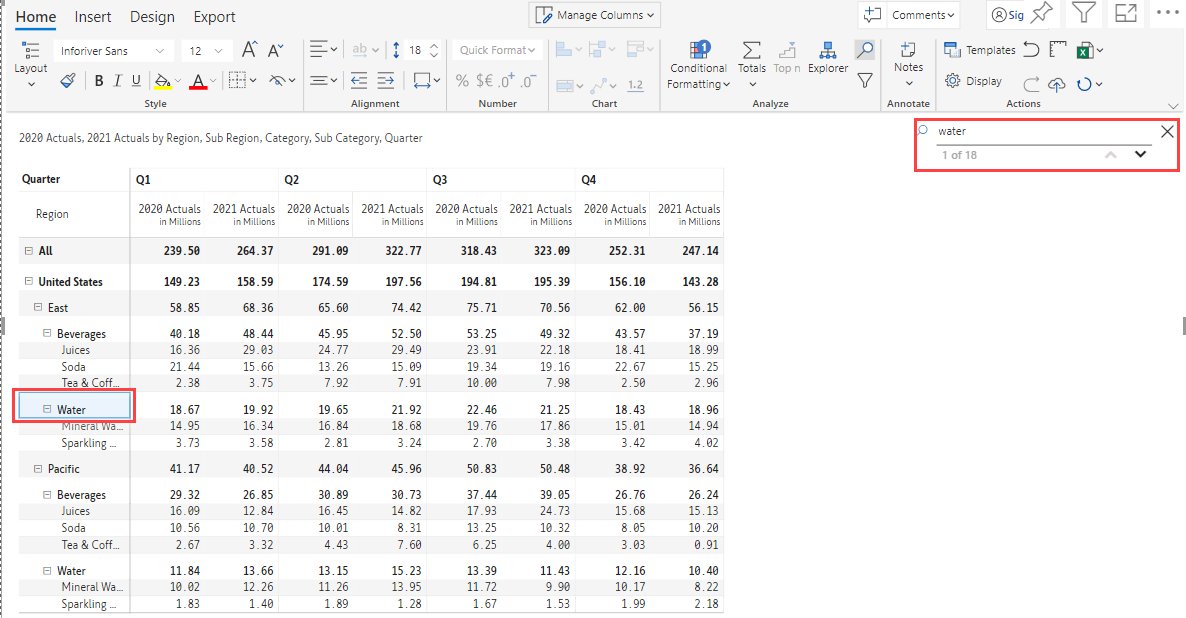 Home Insert Design Export Manage Columns Comments Sig
Layout Inforiver Sans 12 ab 18 Quick Format Conditional Formatting Totals Top n Explorer Notes Templates
B I U A % $€ .0+ .0- 1.2 Display
Style Alignment Number Chart Analyze Annotate Actions
water
1 of 18
2020 Actuals, 2021 Actuals by Region, Sub Region, Category, Sub Category, Quarter
Quarter Q1 Q2 Q3 Q4
Region 2020 Actuals 2021 Actuals 2020 Actuals 2021 Actuals 2020 Actuals 2021 Actuals 2020 Actuals 2021 Actuals
in Millions in Millions in Millions in Millions in Millions in Millions in Millions in Millions
All 239.50 264.37 291.09 322.77 318.43 323.09 252.31 247.14
United States 149.23 158.59 174.59 197.56 194.81 195.39 156.10 143.28
East 58.85 68.36 65.60 74.42 75.71 70.56 62.00 56.15
Beverages 40.18 48.44 45.95 52.50 53.25 49.32 43.57 37.19
Juices 16.36 29.03 24.77 29.49 23.91 22.18 18.41 18.99
Soda 21.44 15.66 13.26 15.09 19.34 19.16 22.67 15.25
Tea & Coff... 2.38 3.75 7.92 7.91 10.00 7.98 2.50 2.96
Water 18.67 19.92 19.65 21.92 22.46 21.25 18.43 18.96
Mineral Wa... 14.95 16.34 16.84 18.68 19.76 17.86 15.01 14.94
Sparkling ... 3.73 3.58 2.81 3.24 2.70 3.38 3.42 4.02
Pacific 41.17 40.52 44.04 45.96 50.83 50.48 38.92 36.64
Beverages 29.32 26.85 30.89 30.73 37.44 39.05 26.76 26.24
Juices 16.09 12.84 16.45 14.82 17.93 24.73 15.68 15.13
Soda 10.56 10.70 10.01 8.31 13.25 10.32 8.05 10.20
Tea & Coff... 2.67 3.32 4.43 7.60 6.25 4.00 3.03 0.91
Water 11.84 13.66 13.15 15.23 13.39 11.43 12.16 10.40
Mineral Wa... 10.02 12.26 11.26 13.95 11.72 9.90 10.17 8.22
Sparkling ... 1.83 1.40 1.89 1.28 1.67 1.53 1.99 2.18